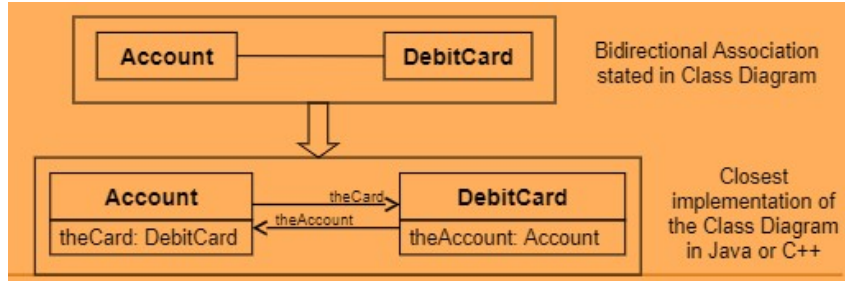 Account
DebitCard
Bidirectional Association
stated in Class Diagram
Account
theCard
DebitCard
theAccount
theCard: DebitCard
theAccount: Account
Closest
implementation of
the Class Diagram
in Java or C++